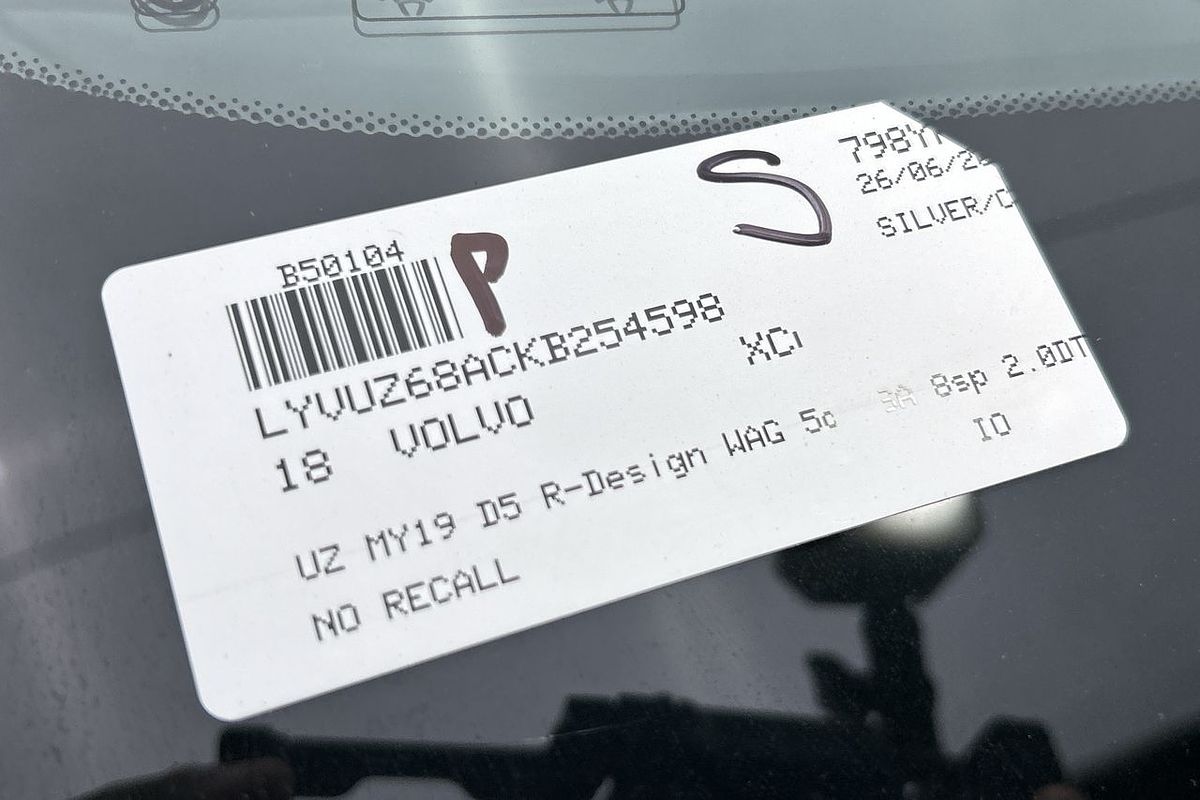 S
798Y
26/06/2
SILVER/C
B50104
P
LYVUZ68ACKB254598
18 VOLVO XC
UZ MY19 D5 R-Design WAG 8sp 2.0DT
IO
NO RECALL